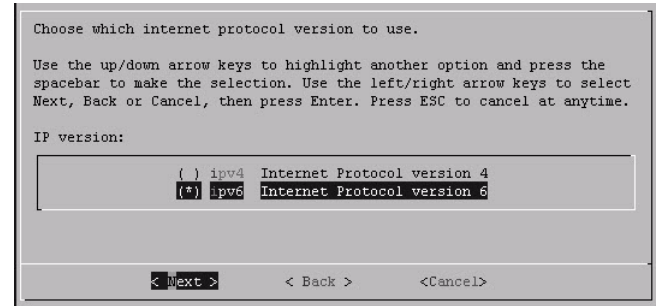 Choose which internet protocol version to use.
Use the up/down arrow keys to highlight another option and press the
spacebar to make the selection. Use the left/right arrow keys to select
Next, Back or Cancel, then press Enter. Press ESC to cancel at anytime.
IP version:
( ) ipv4 Internet Protocol version 4
(*) ipv6 Internet Protocol version 6
< Next > < Back > <Cancel>